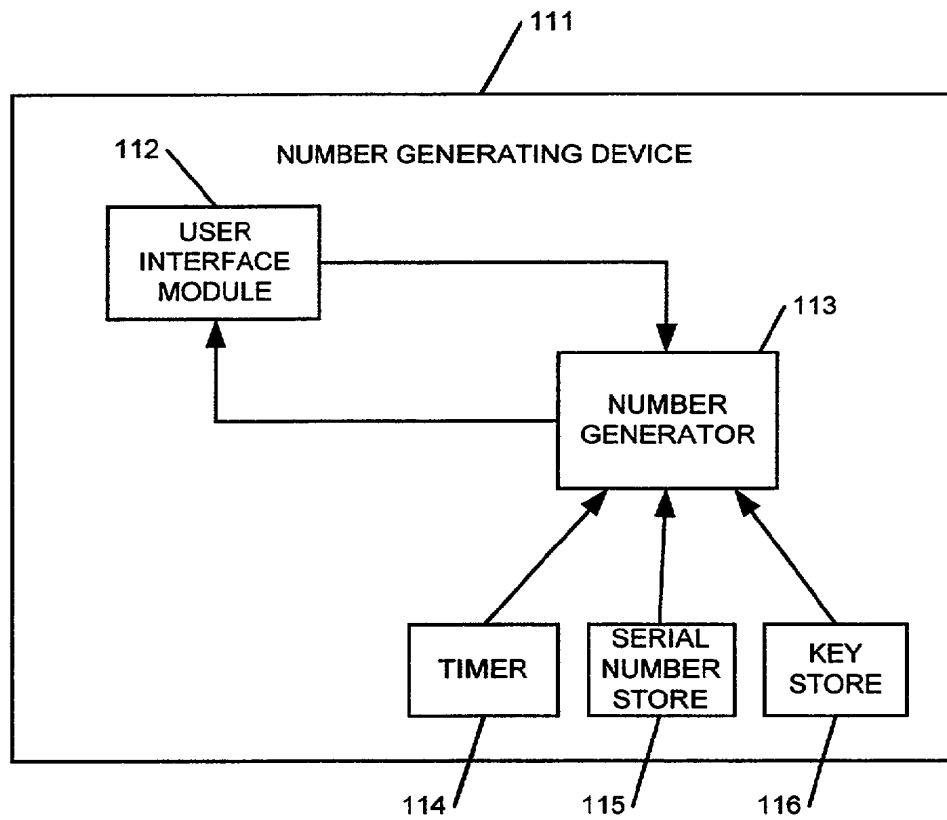 111
112
NUMBER GENERATING DEVICE
USER
INTERFACE
MODULE
113
NUMBER
GENERATOR
TIMER
SERIAL
NUMBER
STORE
KEY
STORE
114
115
116